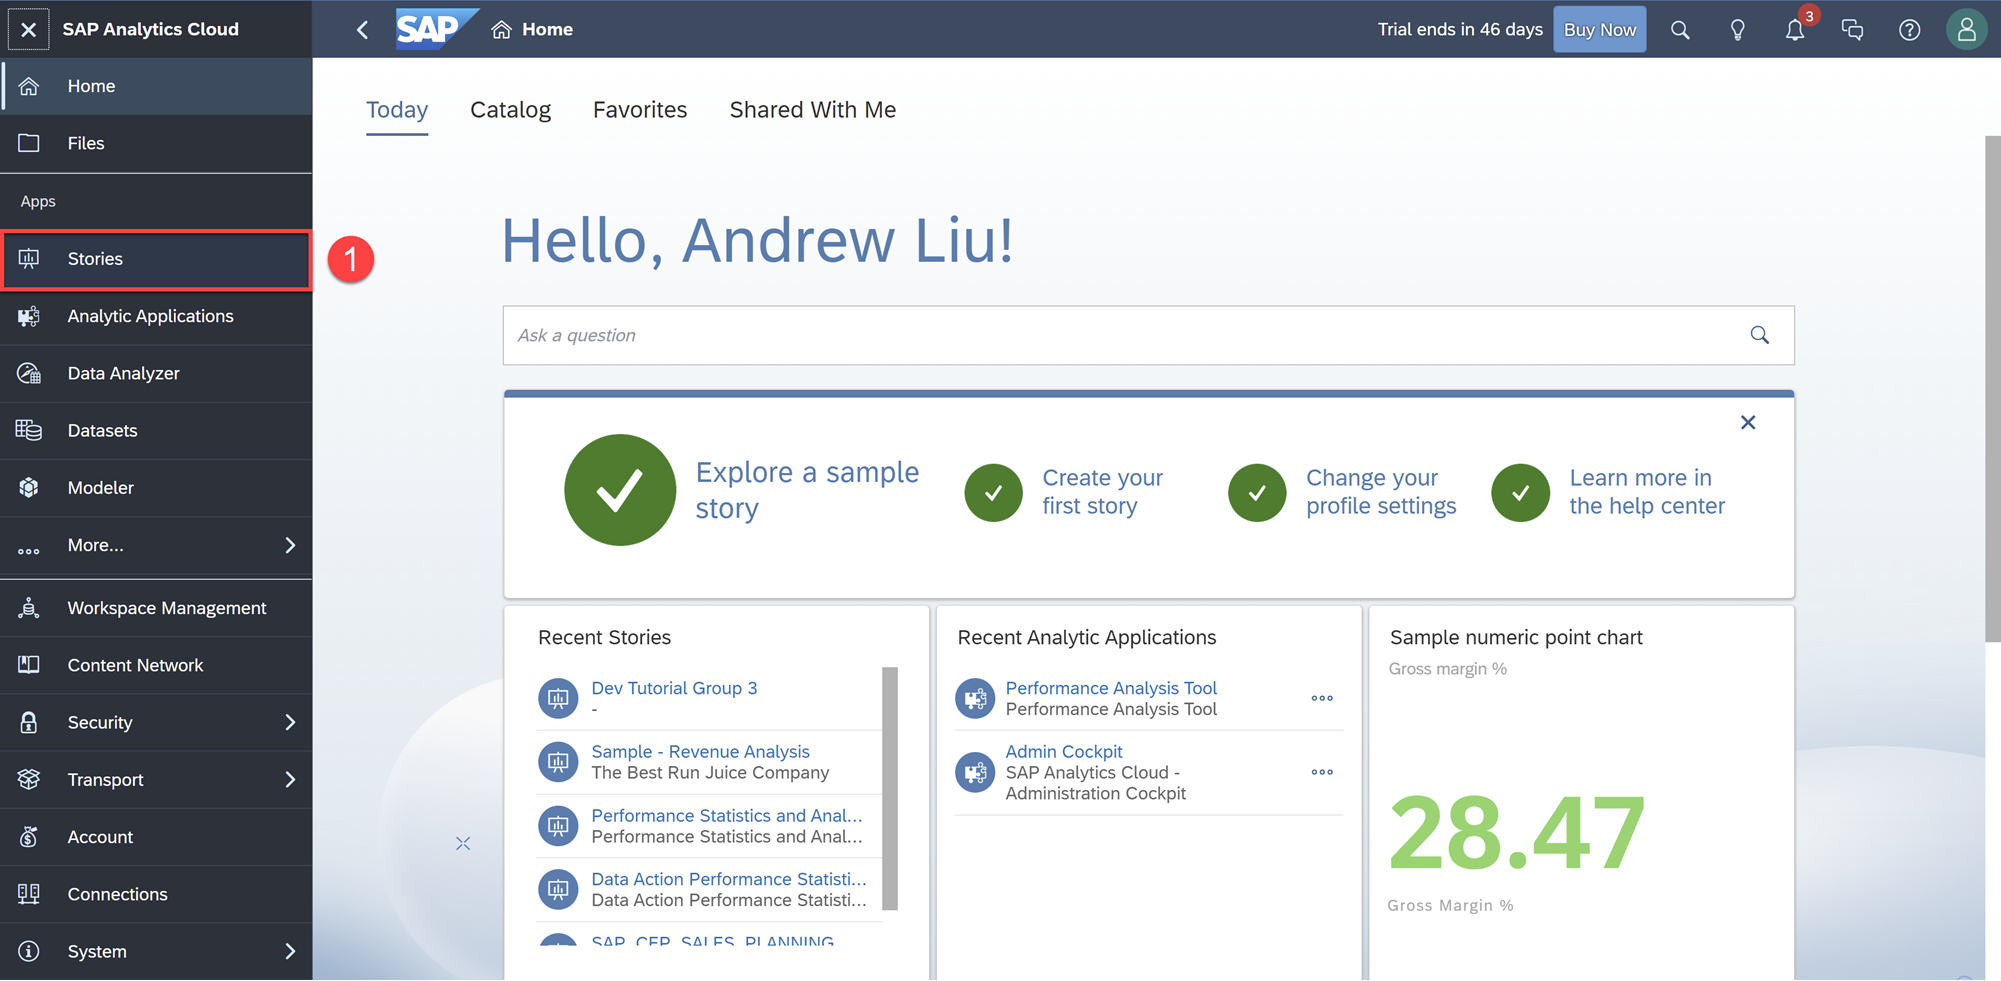 SAP Analytics Cloud
SAP
Home
Trial ends in 46 days
Buy Now
3
Home
Files
Apps
Stories
1
Analytic Applications
Data Analyzer
Datasets
Modeler
More...
Workspace Management
Content Network
Security
Transport
Account
Connections
System
Today
Catalog
Favorites
Shared With Me
Hello, Andrew Liu!
Ask a question
Explore a sample
story
Create your
first story
Change your
profile settings
Learn more in
the help center
Recent Stories
Dev Tutorial Group 3
-
Sample - Revenue Analysis
The Best Run Juice Company
Performance Statistics and Anal...
Performance Statistics and Anal...
Data Action Performance Statisti...
Data Action Performance Statisti...
SAP_CEP_SALES_PLANNING
Recent Analytic Applications
Performance Analysis Tool
Performance Analysis Tool
Admin Cockpit
SAP Analytics Cloud -
Administration Cockpit
Sample numeric point chart
Gross margin %
28.47
Gross Margin %